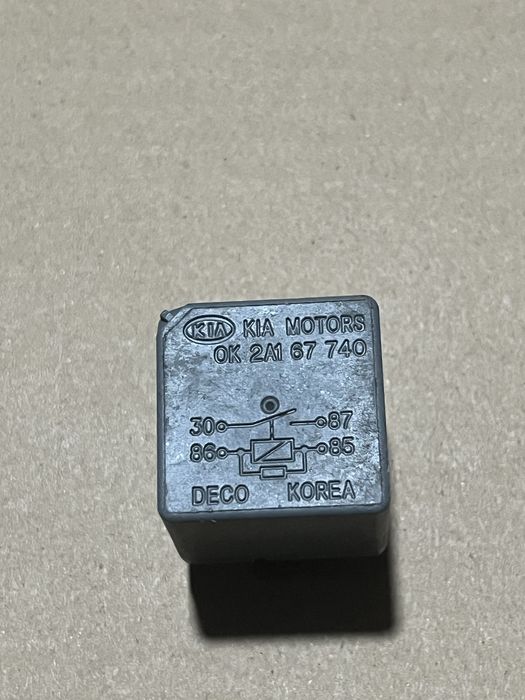 KIA KIA MOTORS
0K 2A1 67 740
30 87
86 85
DECO KOREA